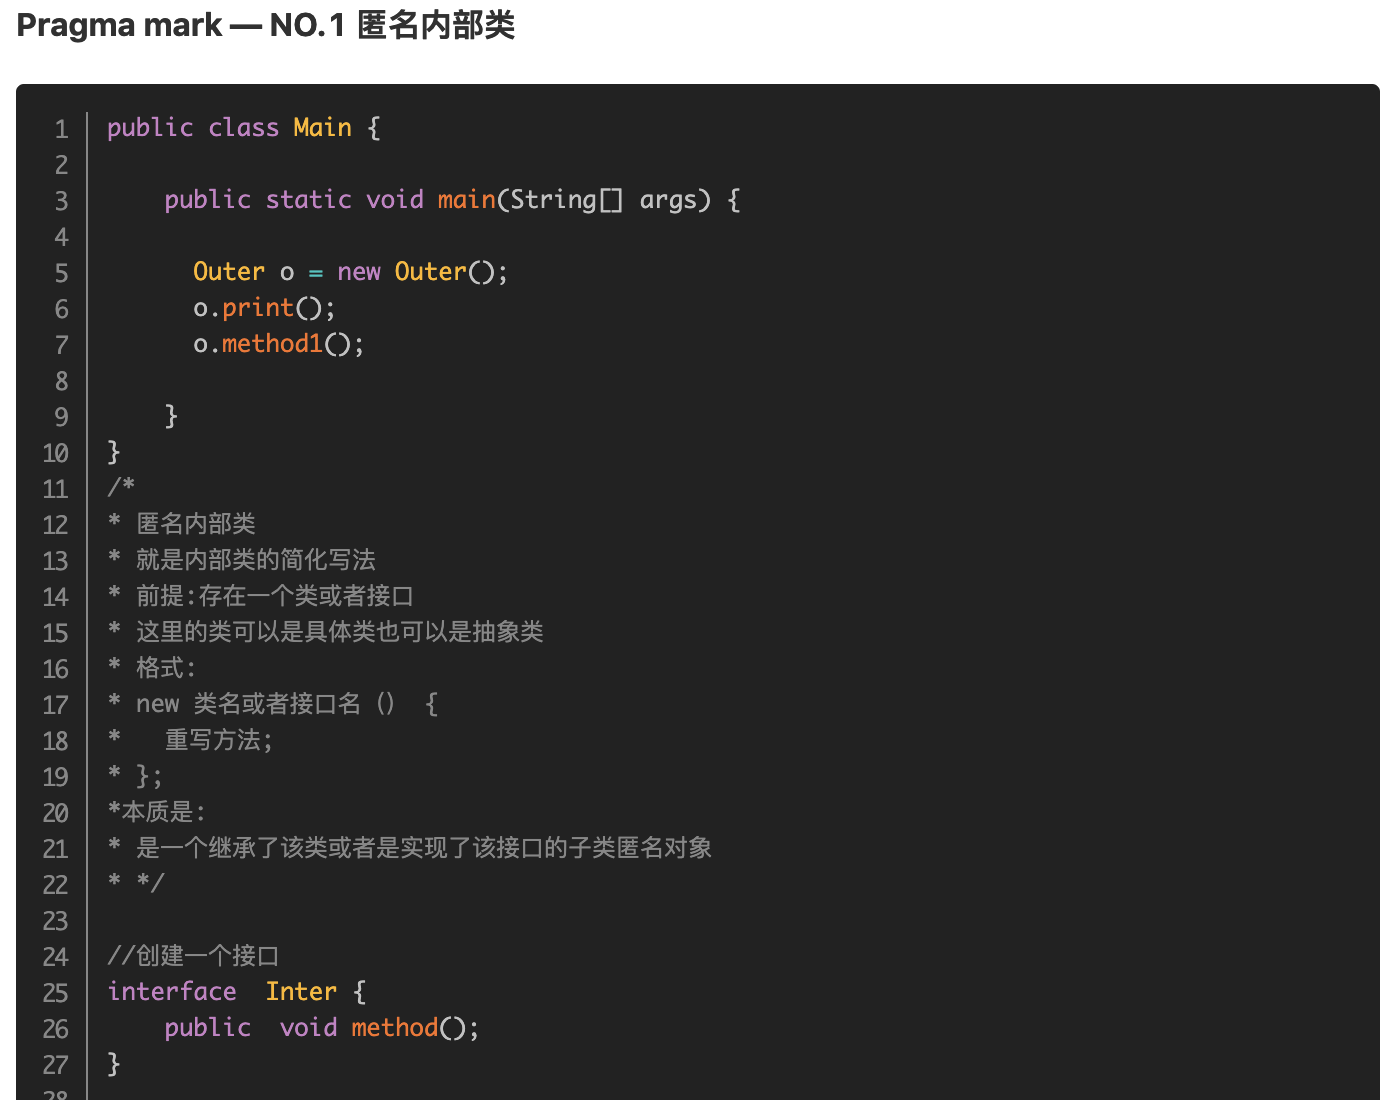 Pragma mark — NO.1 匿名内部类
1 public class Main {
2
3     public static void main(String[] args) {
4
5       Outer o = new Outer();
6       o.print();
7       o.method1();
8
9     }
10 }
11 /*
12 * 匿名内部类
13 * 就是内部类的简化写法
14 * 前提:存在一个类或者接口
15 * 这里的类可以是具体类也可以是抽象类
16 * 格式:
17 * new 类名或者接口名（） {
18 *   重写方法;
19 * };
20 *本质是:
21 * 是一个继承了该类或者是实现了该接口的子类匿名对象
22 * */
23
24 //创建一个接口
25 interface  Inter {
26     public  void method();
27 }
28